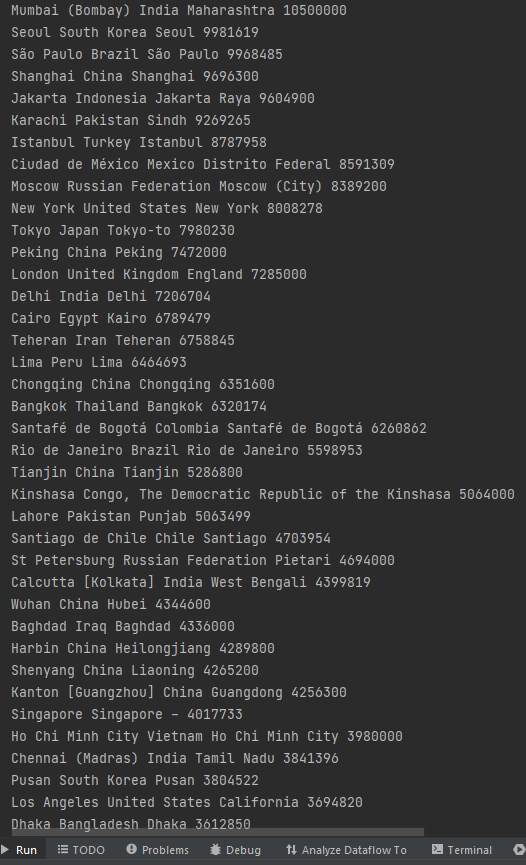 Mumbai (Bombay) India Maharashtra 10500000
Seoul South Korea Seoul 9981619
São Paulo Brazil São Paulo 9968485
Shanghai China Shanghai 9696300
Jakarta Indonesia Jakarta Raya 9604900
Karachi Pakistan Sindh 9269265
Istanbul Turkey Istanbul 8787958
Ciudad de México Mexico Distrito Federal 8591309
Moscow Russian Federation Moscow (City) 8389200
New York United States New York 8008278
Tokyo Japan Tokyo-to 7980230
Peking China Peking 7472000
London United Kingdom England 7285000
Delhi India Delhi 7206704
Cairo Egypt Kairo 6789479
Teheran Iran Teheran 6758845
Lima Peru Lima 6464693
Chongqing China Chongqing 6351600
Bangkok Thailand Bangkok 6320174
Santafé de Bogotá Colombia Santafé de Bogotá 6260862
Rio de Janeiro Brazil Rio de Janeiro 5598953
Tianjin China Tianjin 5286800
Kinshasa Congo, The Democratic Republic of the Kinshasa 5064000
Lahore Pakistan Punjab 5063499
Santiago de Chile Chile Santiago 4703954
St Petersburg Russian Federation Pietari 4694000
Calcutta [Kolkata] India West Bengali 4399819
Wuhan China Hubei 4344600
Baghdad Iraq Baghdad 4336000
Harbin China Heilongjiang 4289800
Shenyang China Liaoning 4265200
Kanton [Guangzhou] China Guangdong 4256300
Singapore Singapore – 4017733
Ho Chi Minh City Vietnam Ho Chi Minh City 3980000
Chennai (Madras) India Tamil Nadu 3841396
Pusan South Korea Pusan 3804522
Los Angeles United States California 3694820
Dhaka Bangladesh Dhaka 3612850
Run TODO Problems Debug Analyze Dataflow To Terminal